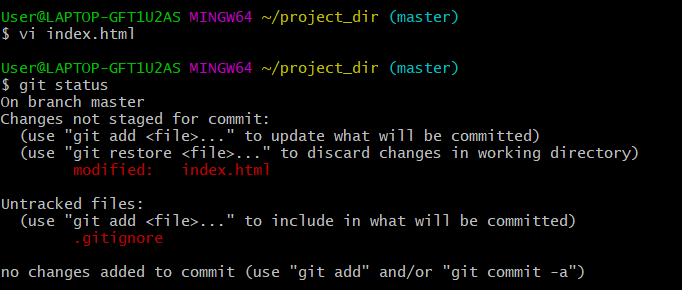 User@LAPTOP-GFT1U2AS MINGW64 ~/project_dir (master)
$ vi index.html
User@LAPTOP-GFT1U2AS MINGW64 ~/project_dir (master)
$ git status
On branch master
Changes not staged for commit:
  (use "git add <file>..." to update what will be committed)
  (use "git restore <file>..." to discard changes in working directory)
        modified:   index.html
Untracked files:
  (use "git add <file>..." to include in what will be committed)
        .gitignore
no changes added to commit (use "git add" and/or "git commit -a")